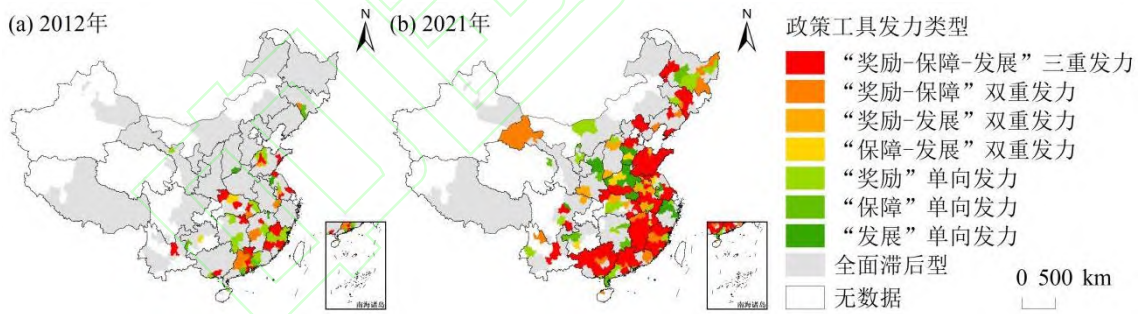 (a) 2012年
N
(b) 2021年
N
南海诸岛
南海诸岛
政策工具发力类型
“奖励-保障-发展”三重发力
“奖励-保障”双重发力
“奖励-发展”双重发力
“保障-发展”双重发力
“奖励”单向发力
“保障”单向发力
“发展”单向发力
全面滞后型
无数据
0 500 km